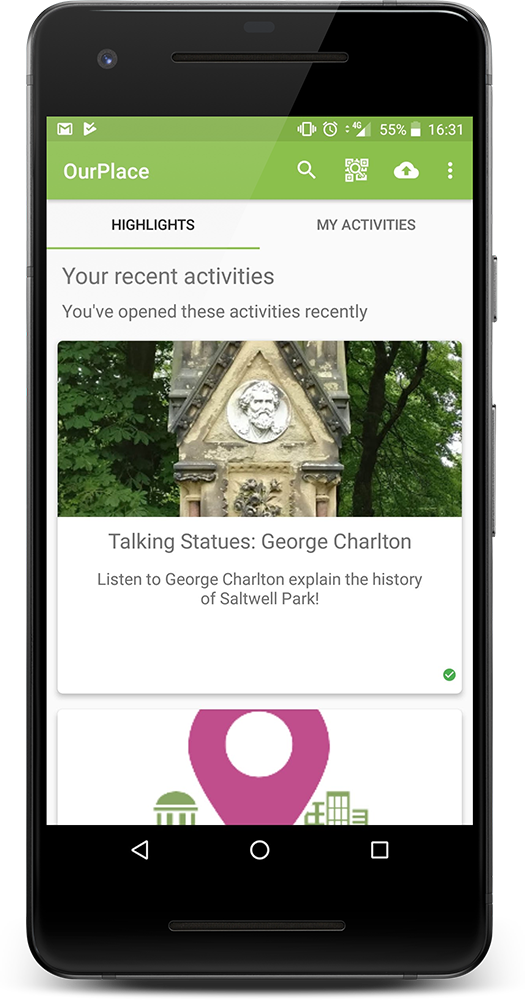 4G 55% 16:31
OurPlace
HIGHLIGHTS MY ACTIVITIES
Your recent activities
You've opened these activities recently
Talking Statues: George Charlton
Listen to George Charlton explain the history
of Saltwell Park!